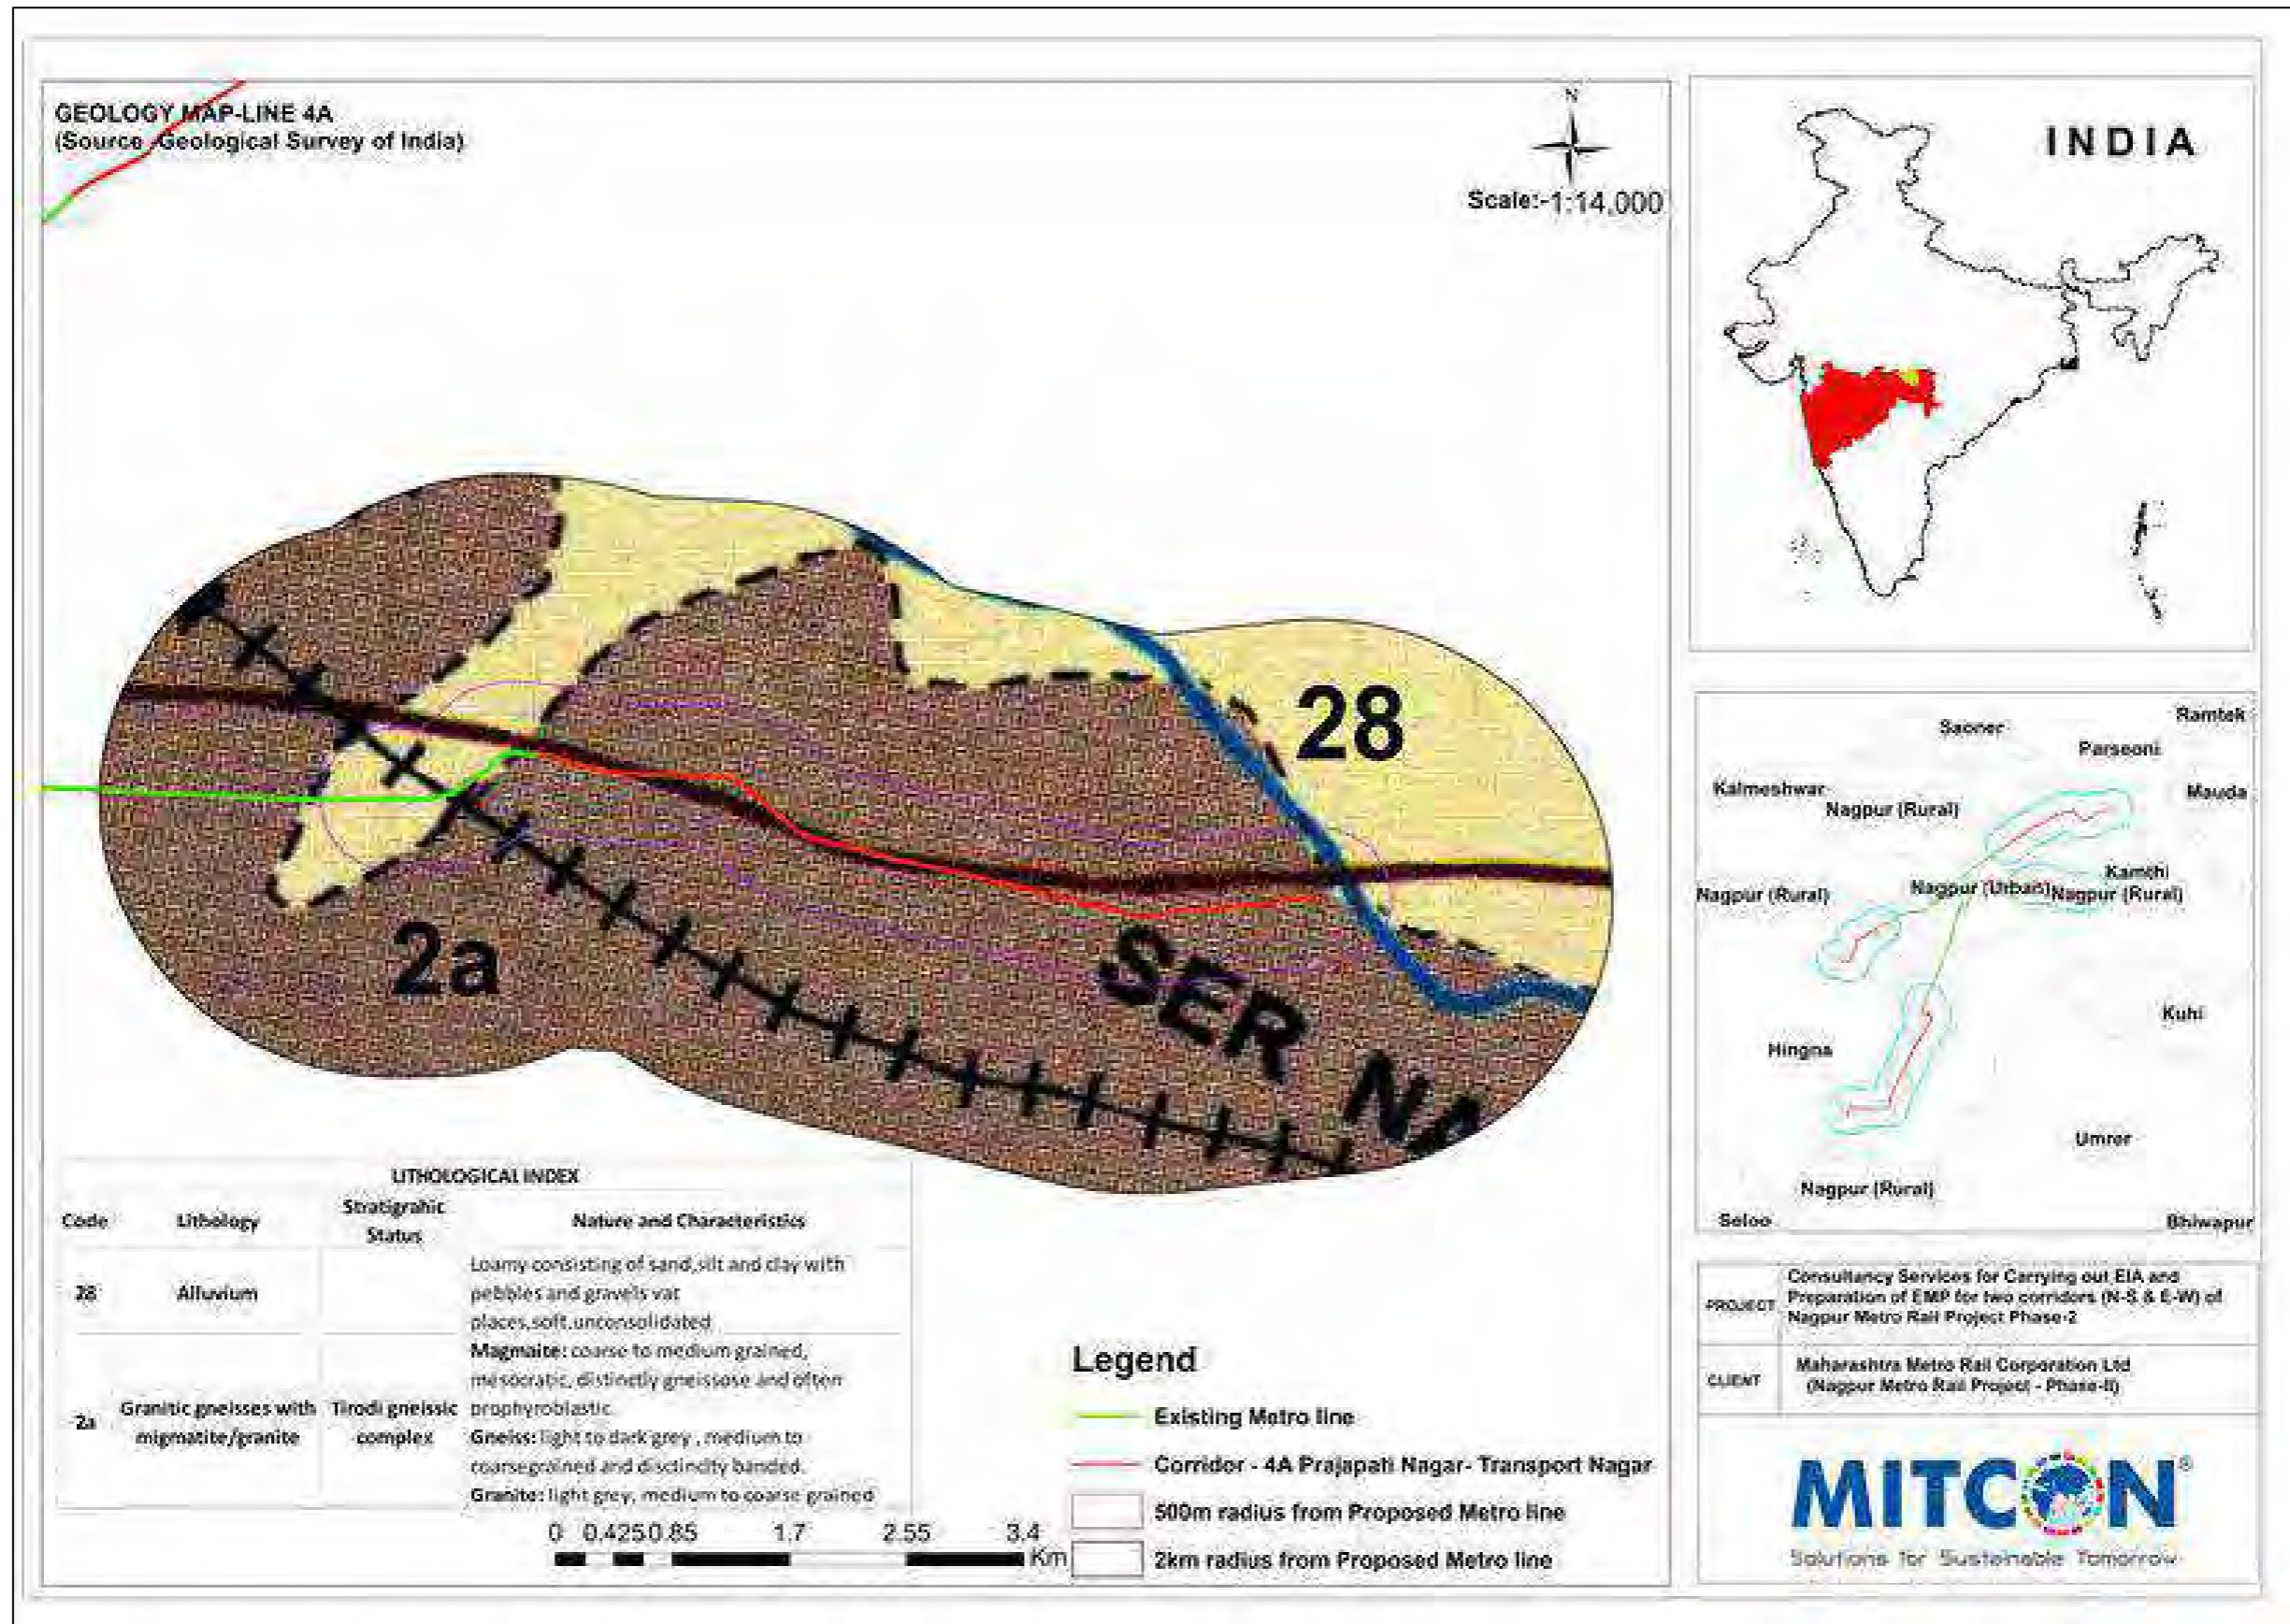 GEOLOGY MAP-LINE 4A
(Source -Geological Survey of India)
N
Scale:-1:14,000
28
2a
SER NA
LITHOLOGICAL INDEX
Code Lithology Stratigrahic Status Nature and Characteristics
28 Alluvium Loamy consisting of sand,silt and clay with
pebbles and gravels vat
places,soft,unconsolidated
2a Granitic gneisses with migmatite/granite Tirodi gneissic complex Magmaite: coarse to medium grained,
mesocratic, distinctly gneissose and often
prophyroblastic.
Gneiss: light to dark grey , medium to
coarsegrained and disctincity banded.
Granite: light grey, medium to coarse grained
0 0.425 0.85 1.7 2.55 3.4
Km
Legend
Existing Metro line
Corridor - 4A Prajapati Nagar- Transport Nagar
500m radius from Proposed Metro line
2km radius from Proposed Metro line
INDIA
Ramtek
Saoner
Parseoni
Kalmeshwar
Mauda
Nagpur (Rural)
Kamthi
Nagpur (Rural)
Nagpur (Urban)
Nagpur (Rural)
Kuhi
Hingna
Umrer
Nagpur (Rural)
Seloo
Bhiwapur
PROJECT
Consultancy Services for Carrying out EIA and
Preparation of EMP for two corridors (N-S & E-W) of
Nagpur Metro Rail Project Phase-2
CLIENT
Maharashtra Metro Rail Corporation Ltd
(Nagpur Metro Rail Project - Phase-II)
MITCON®
Solutions for Sustainable Tomorrow